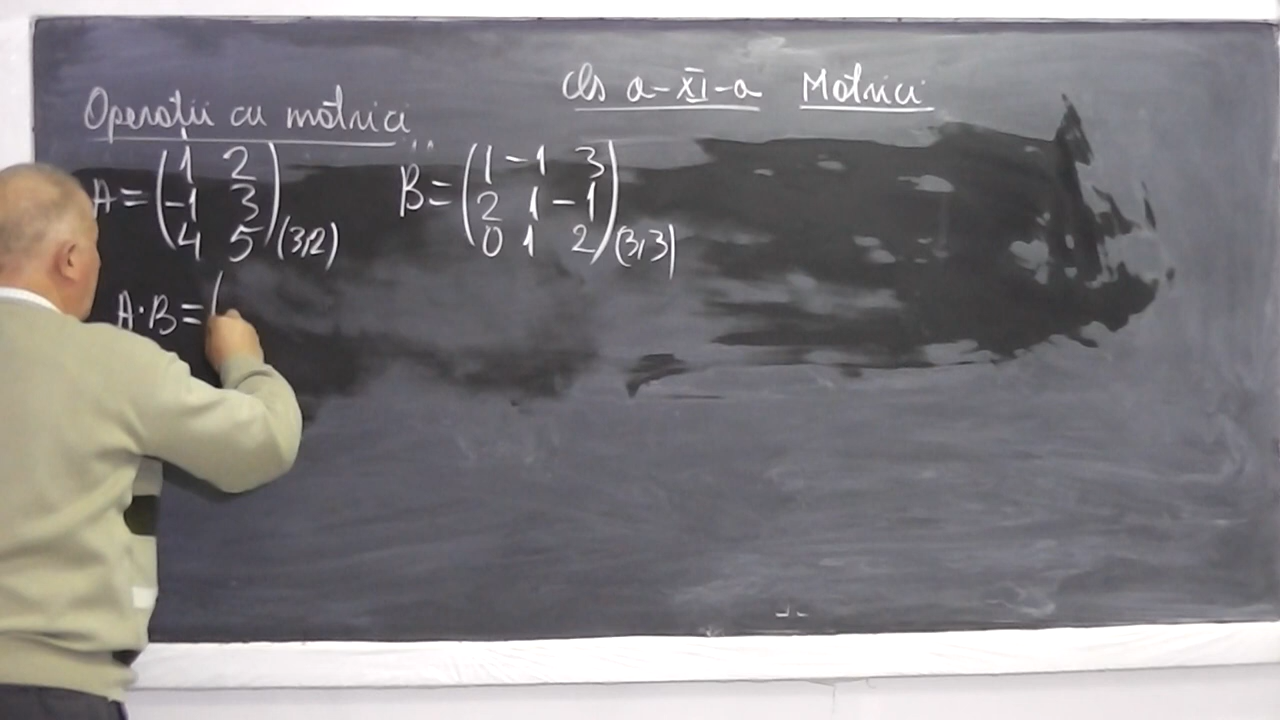 Cls a-XI-a Matrici
Operații cu matrici
A = ( 1 2 B = ( 1 -1 3
-1 3 2 1 -1
4 5 ) (3,2) 0 1 2 ) (3,3)
A·B = (